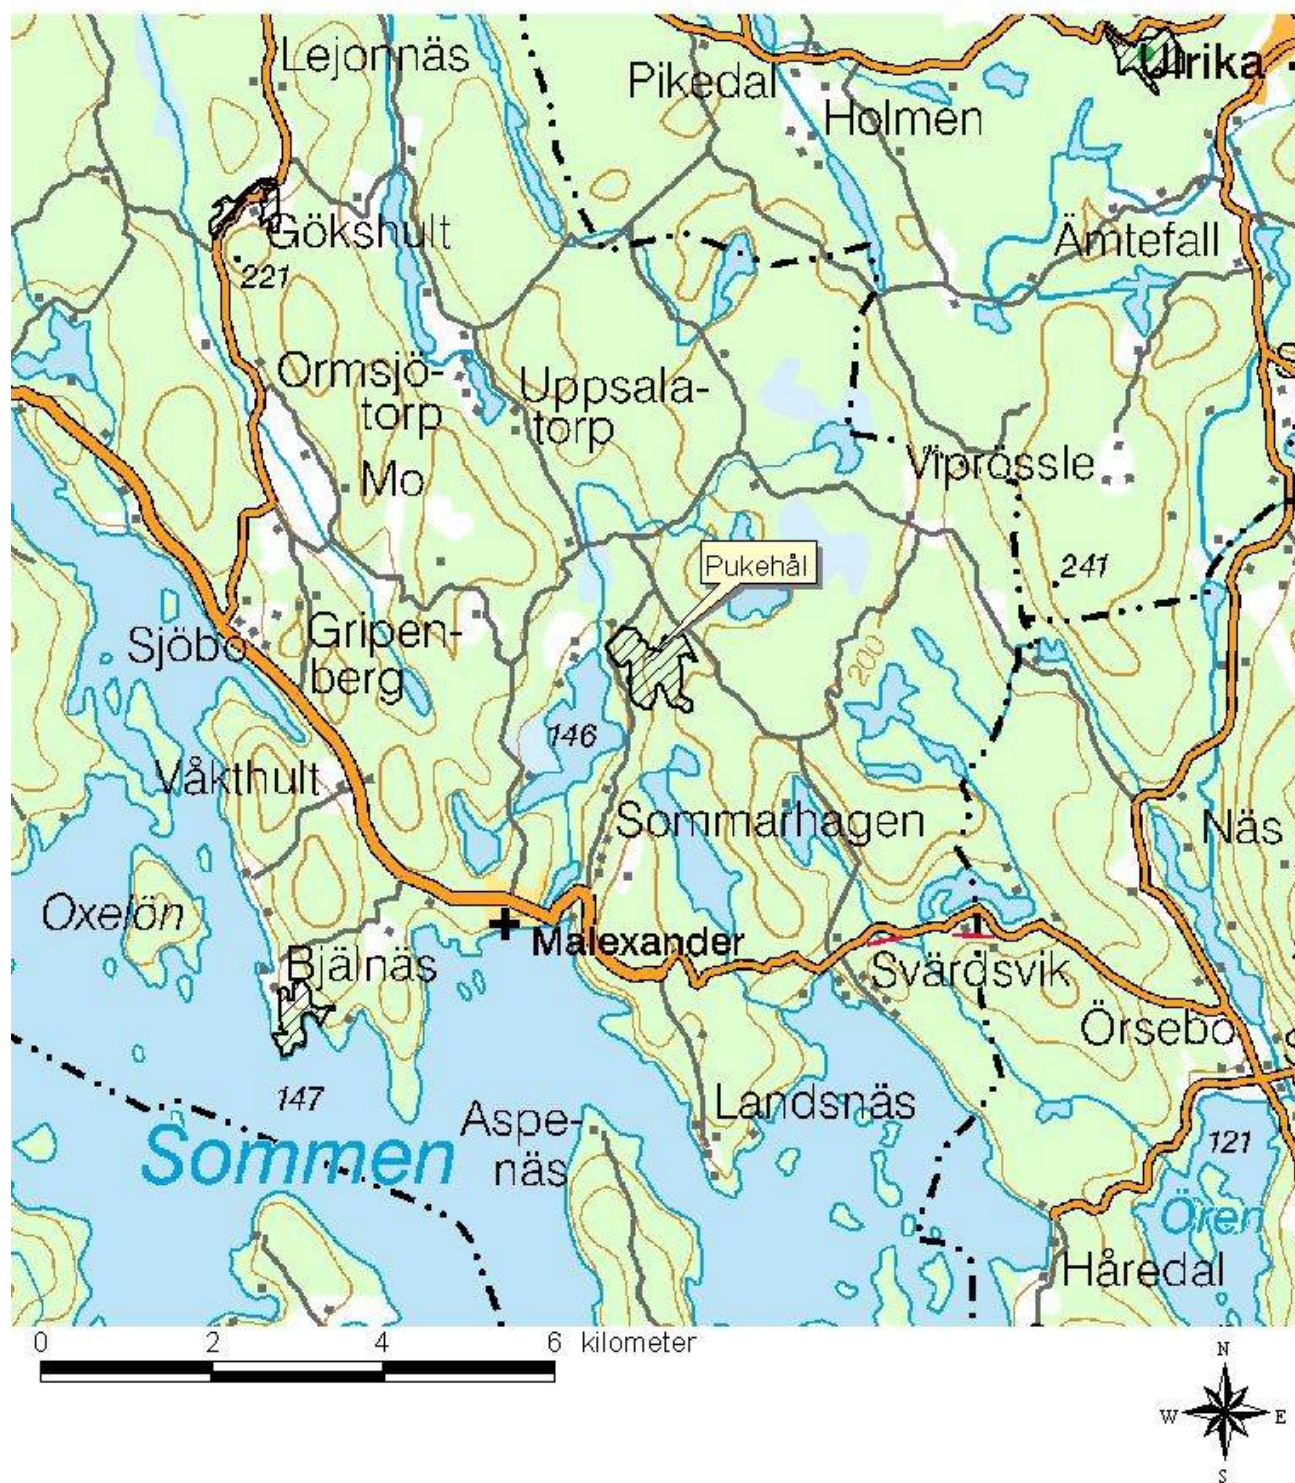 Lejonnäs
Pikedal
Ulrika
Holmen
Gökshult
Ämtefall
221
Ormsjö-
torp
Uppsala-
torp
S
Mo
Viprössle
Pukehål
241
Sjöbo
Gripen-
berg
200
146
Våkthult
Sommarhagen
Näs
Oxelön
Malexander
Bjälnäs
Svärdsvik
Örsebo
S
147
Landsnäs
Aspe-
näs
121
Sommen
Ören
Håredal
0 2 4 6 kilometer
N
W E
S